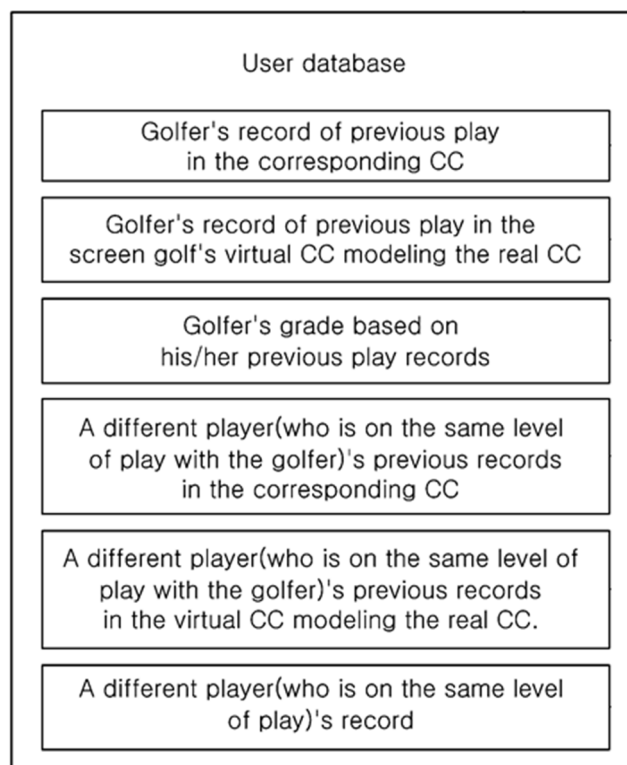 User database
Golfer's record of previous play
in the corresponding CC
Golfer's record of previous play in the
screen golf's virtual CC modeling the real CC
Golfer's grade based on
his/her previous play records
A different player(who is on the same level
of play with the golfer)'s previous records
in the corresponding CC
A different player(who is on the same level of
play with the golfer)'s previous records
in the virtual CC modeling the real CC.
A different player(who is on the same level
of play)'s record